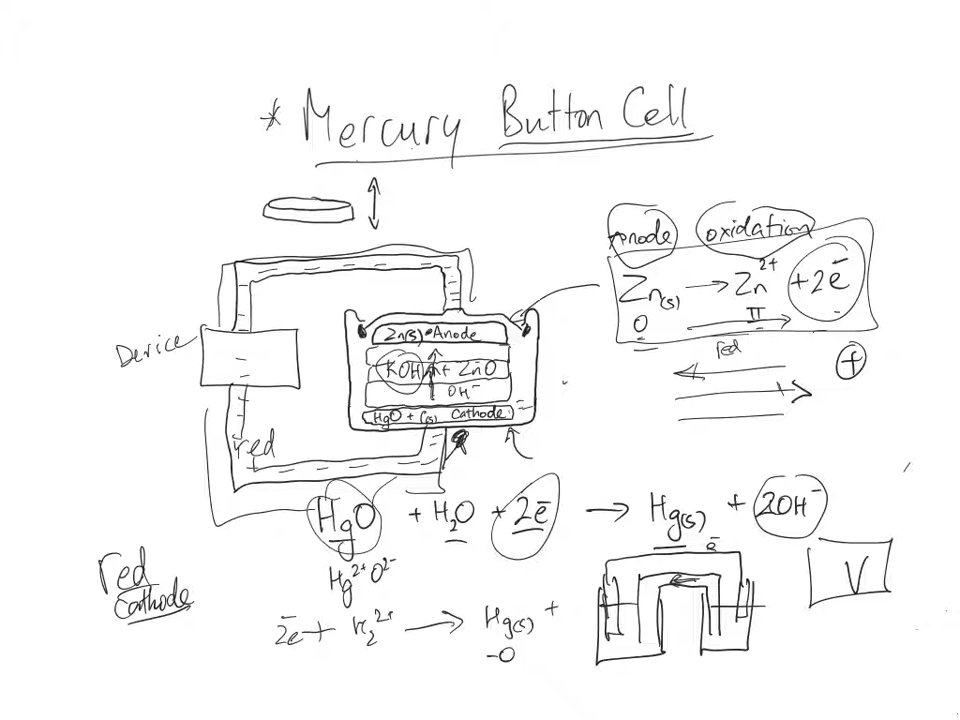 * Mercury Button Cell
Anode oxidation
Zn(s) → Zn²⁺ + 2e⁻
0 II
red
+
Device
Zn(s) • Anode
KOH + ZnO
OH⁻
HgO + C(s) Cathode
red
HgO + H₂O + 2e⁻ → Hg(s) + 2OH⁻
Hg²⁺O²⁻
e⁻
V
red
Cathode
2e⁻ + 2+ → Hg(s) +
-0